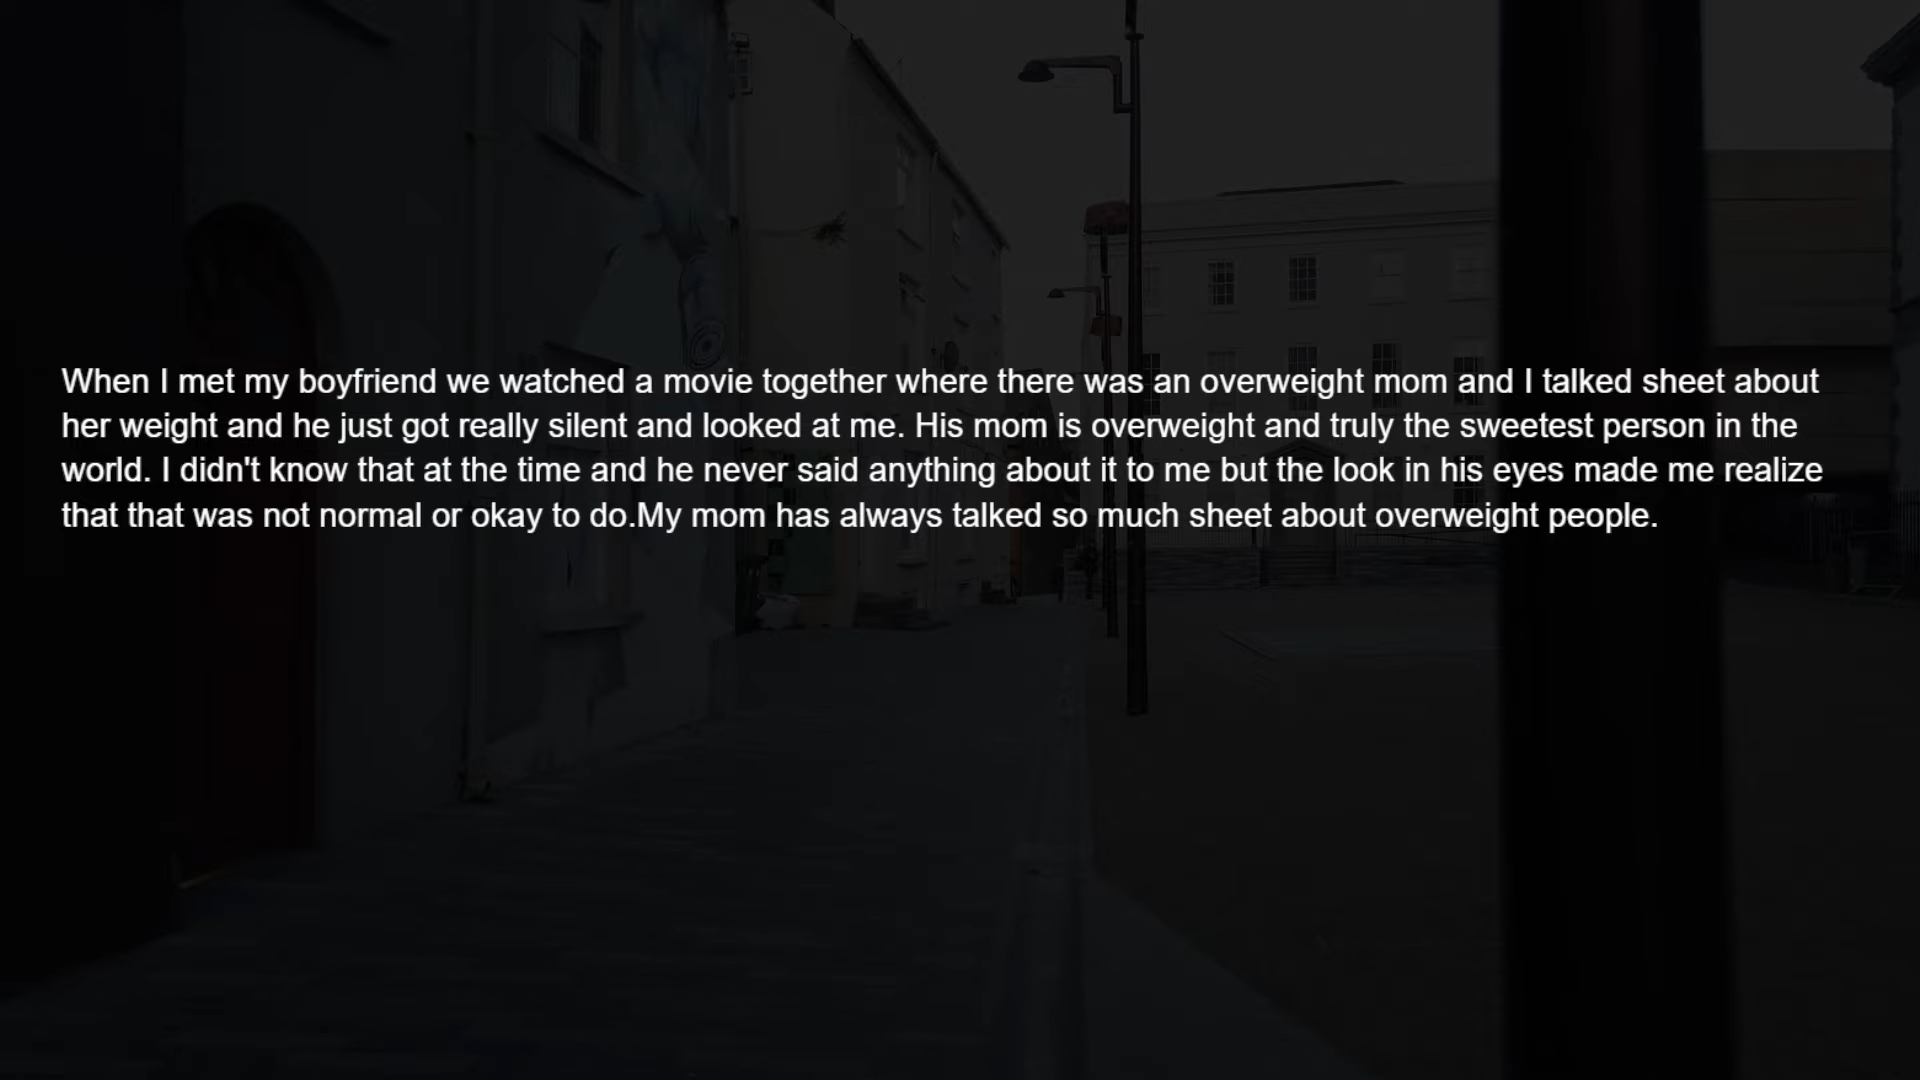 When I met my boyfriend we watched a movie together where there was an overweight mom and I talked sheet about
her weight and he just got really silent and looked at me. His mom is overweight and truly the sweetest person in the
world. I didn't know that at the time and he never said anything about it to me but the look in his eyes made me realize
that that was not normal or okay to do.My mom has always talked so much sheet about overweight people.